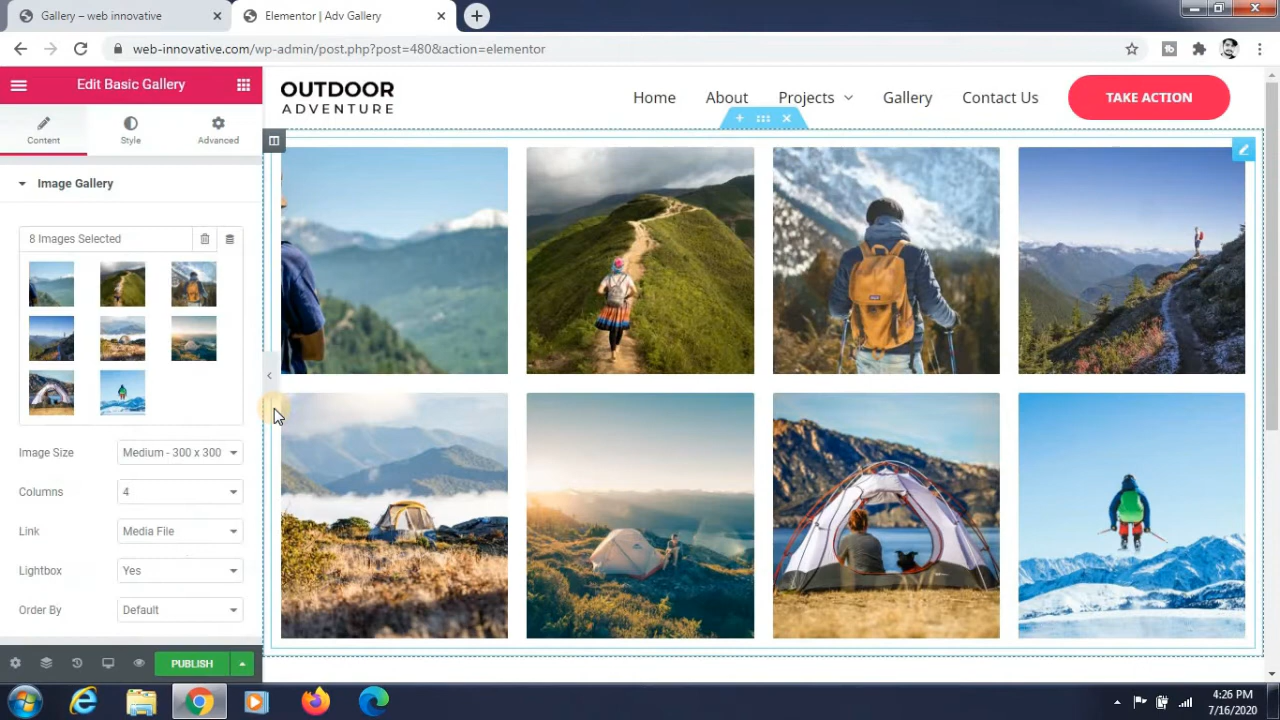 Gallery – web innovative
Elementor | Adv Gallery
web-innovative.com/wp-admin/post.php?post=480&action=elementor
Edit Basic Gallery
Content
Style
Advanced
Image Gallery
8 Images Selected
Image Size
Medium - 300 x 300
Columns
4
Link
Media File
Lightbox
Yes
Order By
Default
PUBLISH
OUTDOOR
ADVENTURE
Home
About
Projects
Gallery
Contact Us
TAKE ACTION
4:26 PM
7/16/2020